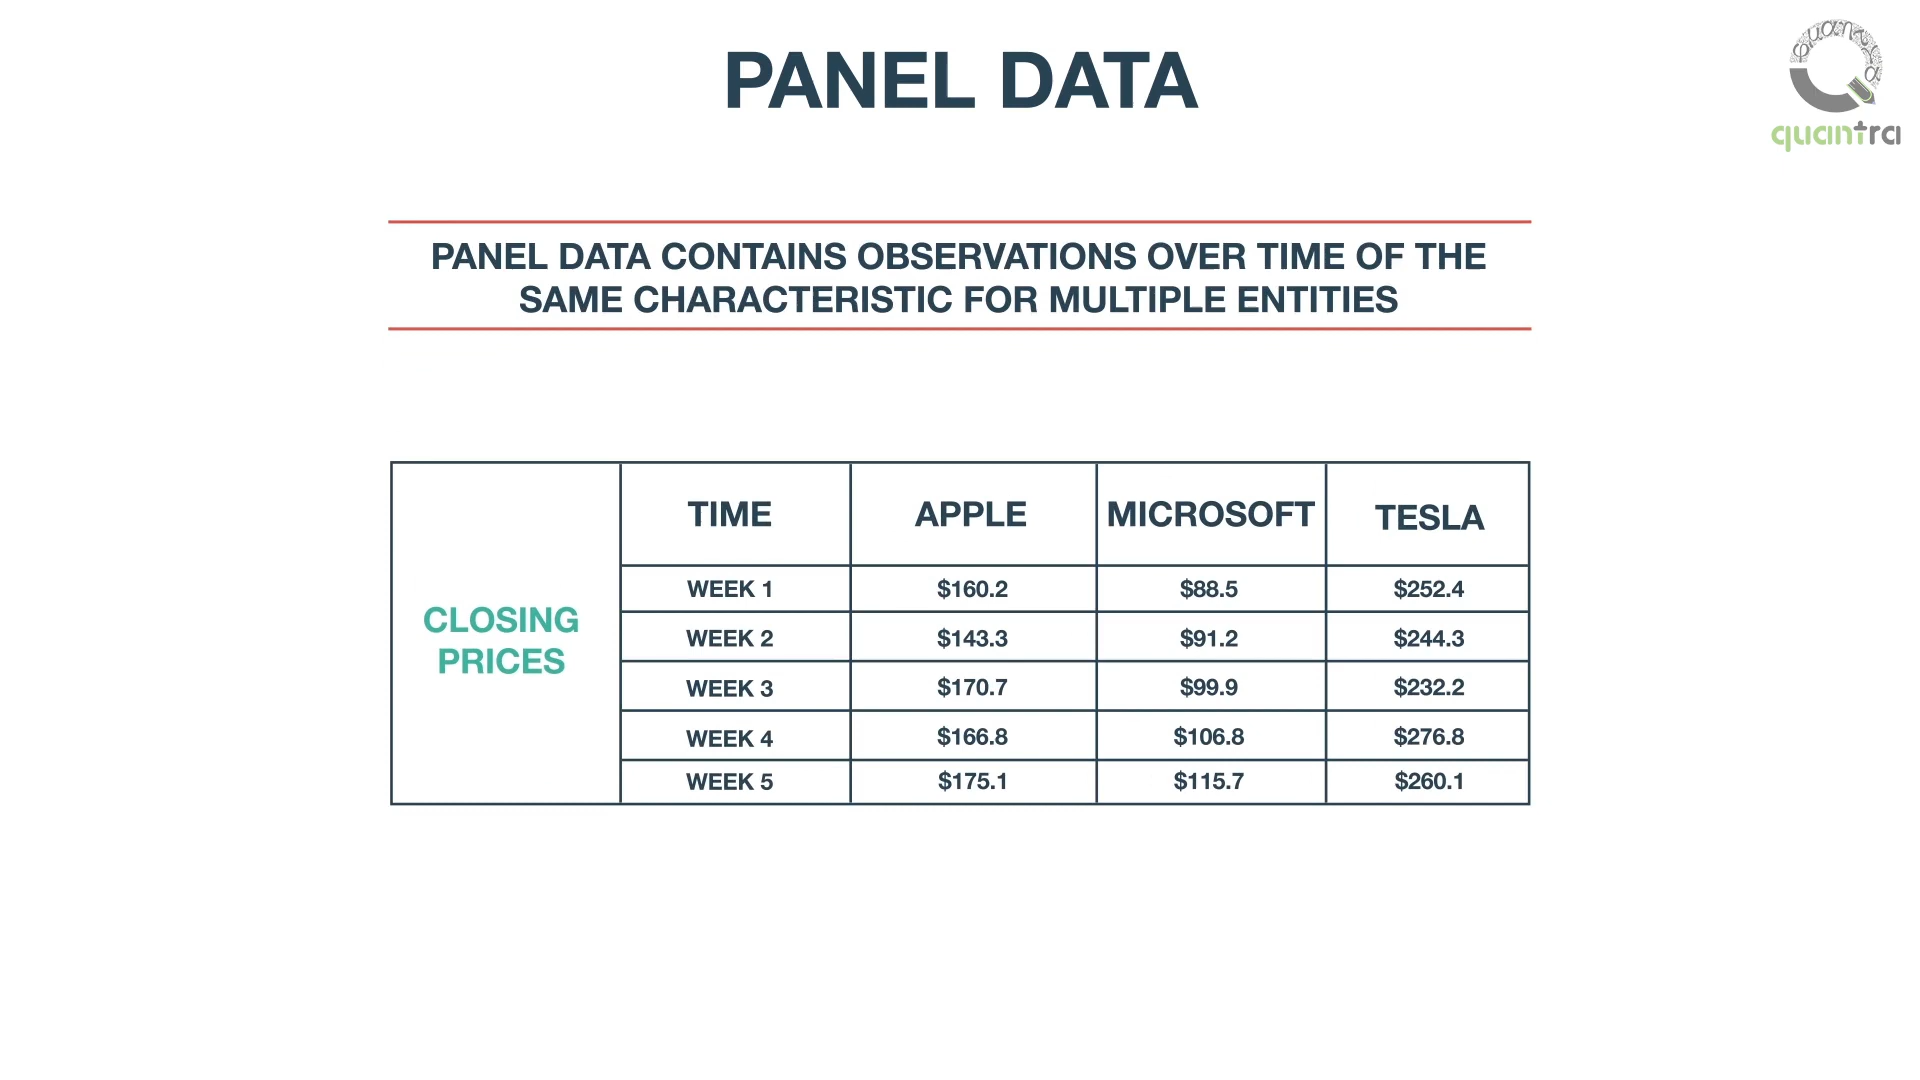 PANEL DATA
quantra
PANEL DATA CONTAINS OBSERVATIONS OVER TIME OF THE
SAME CHARACTERISTIC FOR MULTIPLE ENTITIES
CLOSING
PRICES
TIME APPLE MICROSOFT TESLA
WEEK 1 $160.2 $88.5 $252.4
WEEK 2 $143.3 $91.2 $244.3
WEEK 3 $170.7 $99.9 $232.2
WEEK 4 $166.8 $106.8 $276.8
WEEK 5 $175.1 $115.7 $260.1